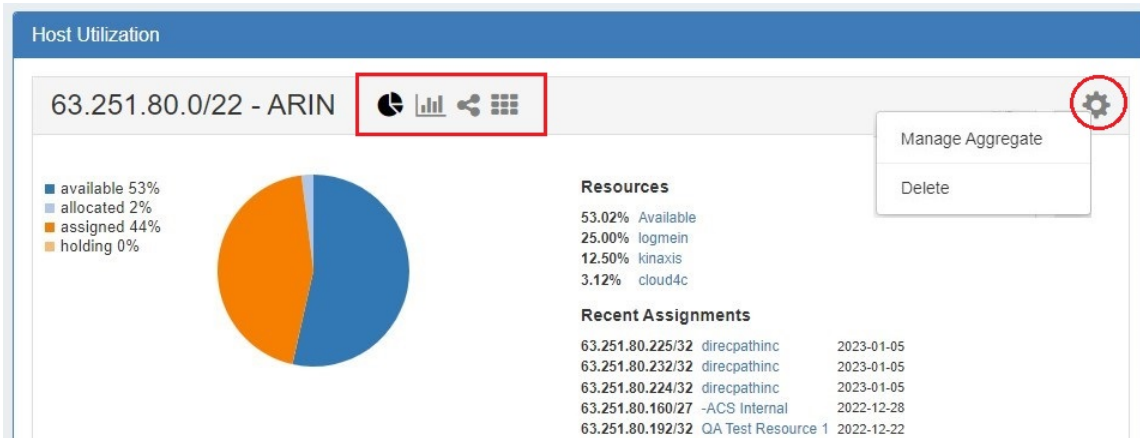 Host Utilization
63.251.80.0/22 - ARIN
Manage Aggregate
Delete
available 53%
allocated 2%
assigned 44%
holding 0%
Resources
53.02% Available
25.00% logmein
12.50% kinaxis
3.12% cloud4c
Recent Assignments
63.251.80.225/32 direcpathinc 2023-01-05
63.251.80.232/32 direcpathinc 2023-01-05
63.251.80.224/32 direcpathinc 2023-01-05
63.251.80.160/27 -ACS Internal 2022-12-28
63.251.80.192/32 QA Test Resource 1 2022-12-22